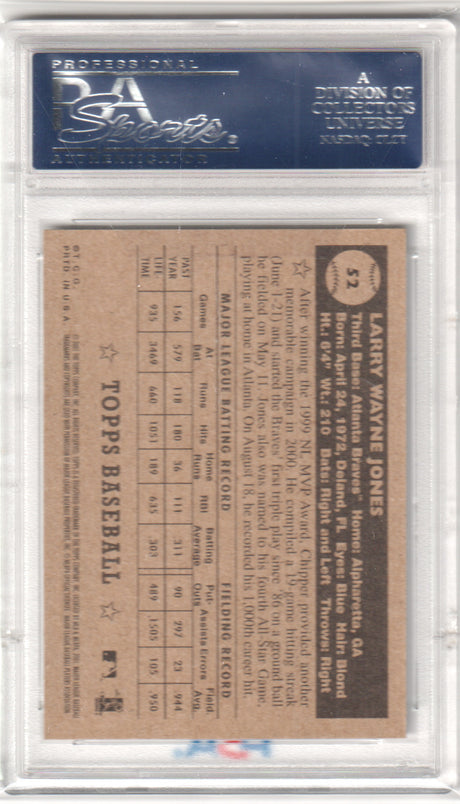 PROFESSIONAL
PSA
Sports
AUTHENTICATOR
A
DIVISION OF
COLLECTORS
UNIVERSE
NASDAQ: CLCT
52
LARRY WAYNE JONES
Third Base: Atlanta Braves™ Home: Alpharetta, GA
Born: April 24, 1972, Deland, FL Eyes: Blue Hair: Blond
Ht.: 6'4" Wt.: 210 Bats: Right and Left Throws: Right
☆ After winning the 1999 NL MVP Award, Chipper provided another
memorable campaign in 2000. He compiled a 19-game hitting streak
(June 1-21) and started the Braves' first triple play since '86 on a ground ball
he fielded on May 11. Jones also was named to his fourth All-Star Game,
playing at home in Atlanta. On August 18, he recorded his 1,000th career hit.
MAJOR LEAGUE BATTING RECORD FIELDING RECORD
Games At Bat Runs Hits Home Runs RBI Batting Average Put-Outs Assists Errors Field. Avg.
PAST YEAR 156 579 118 180 36 111 .311 90 297 23 .944
LIFE-TIME 935 3469 660 1051 189 635 .303 489 1505 105 .950
☆ TOPPS BASEBALL ☆
©T.C.G.
PRTD. IN U.S.A.